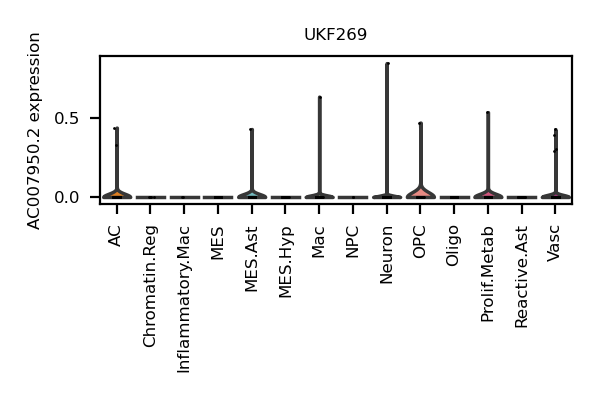 UKF269
AC007950.2 expression
0.5
0.0
AC
Chromatin.Reg
Inflammatory.Mac
MES
MES.Ast
MES.Hyp
Mac
NPC
Neuron
OPC
Oligo
Prolif.Metab
Reactive.Ast
Vasc